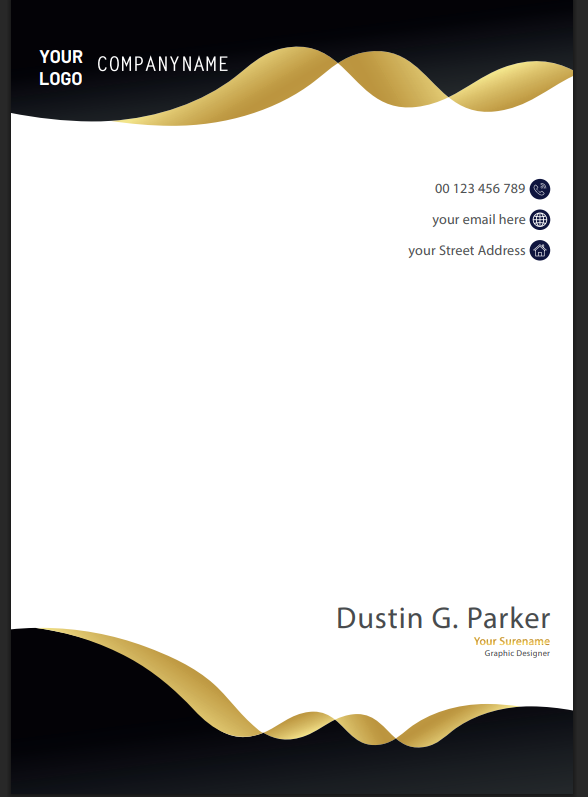 YOUR
LOGO
COMPANYNAME
00 123 456 789
your email here
your Street Address
Dustin G. Parker
Your Surename
Graphic Designer